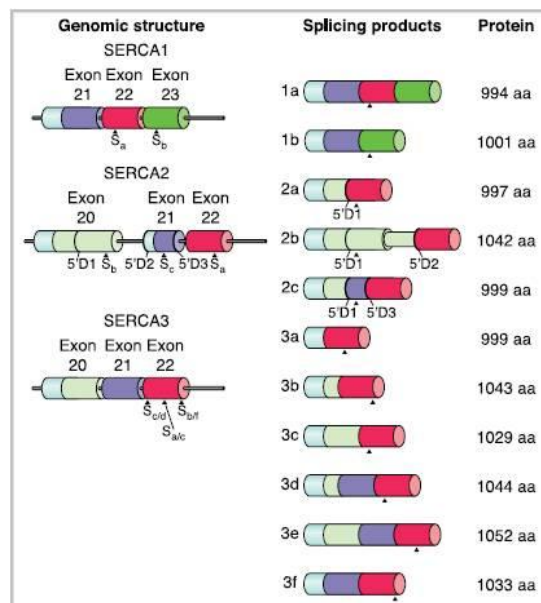 Genomic structure Splicing products Protein
SERCA1
Exon Exon Exon
21 22 23
Sa Sb
SERCA2
Exon Exon Exon
20 21 22
5'D1 Sb 5'D2 Sc 5'D3 Sa
SERCA3
Exon Exon Exon
20 21 22
Sc/d Sb/f
Sa/c
1a 994 aa
1b 1001 aa
2a 997 aa
5'D1
2b 1042 aa
5'D1 5'D2
2c 999 aa
5'D1 5'D3
3a 999 aa
3b 1043 aa
3c 1029 aa
3d 1044 aa
3e 1052 aa
3f 1033 aa